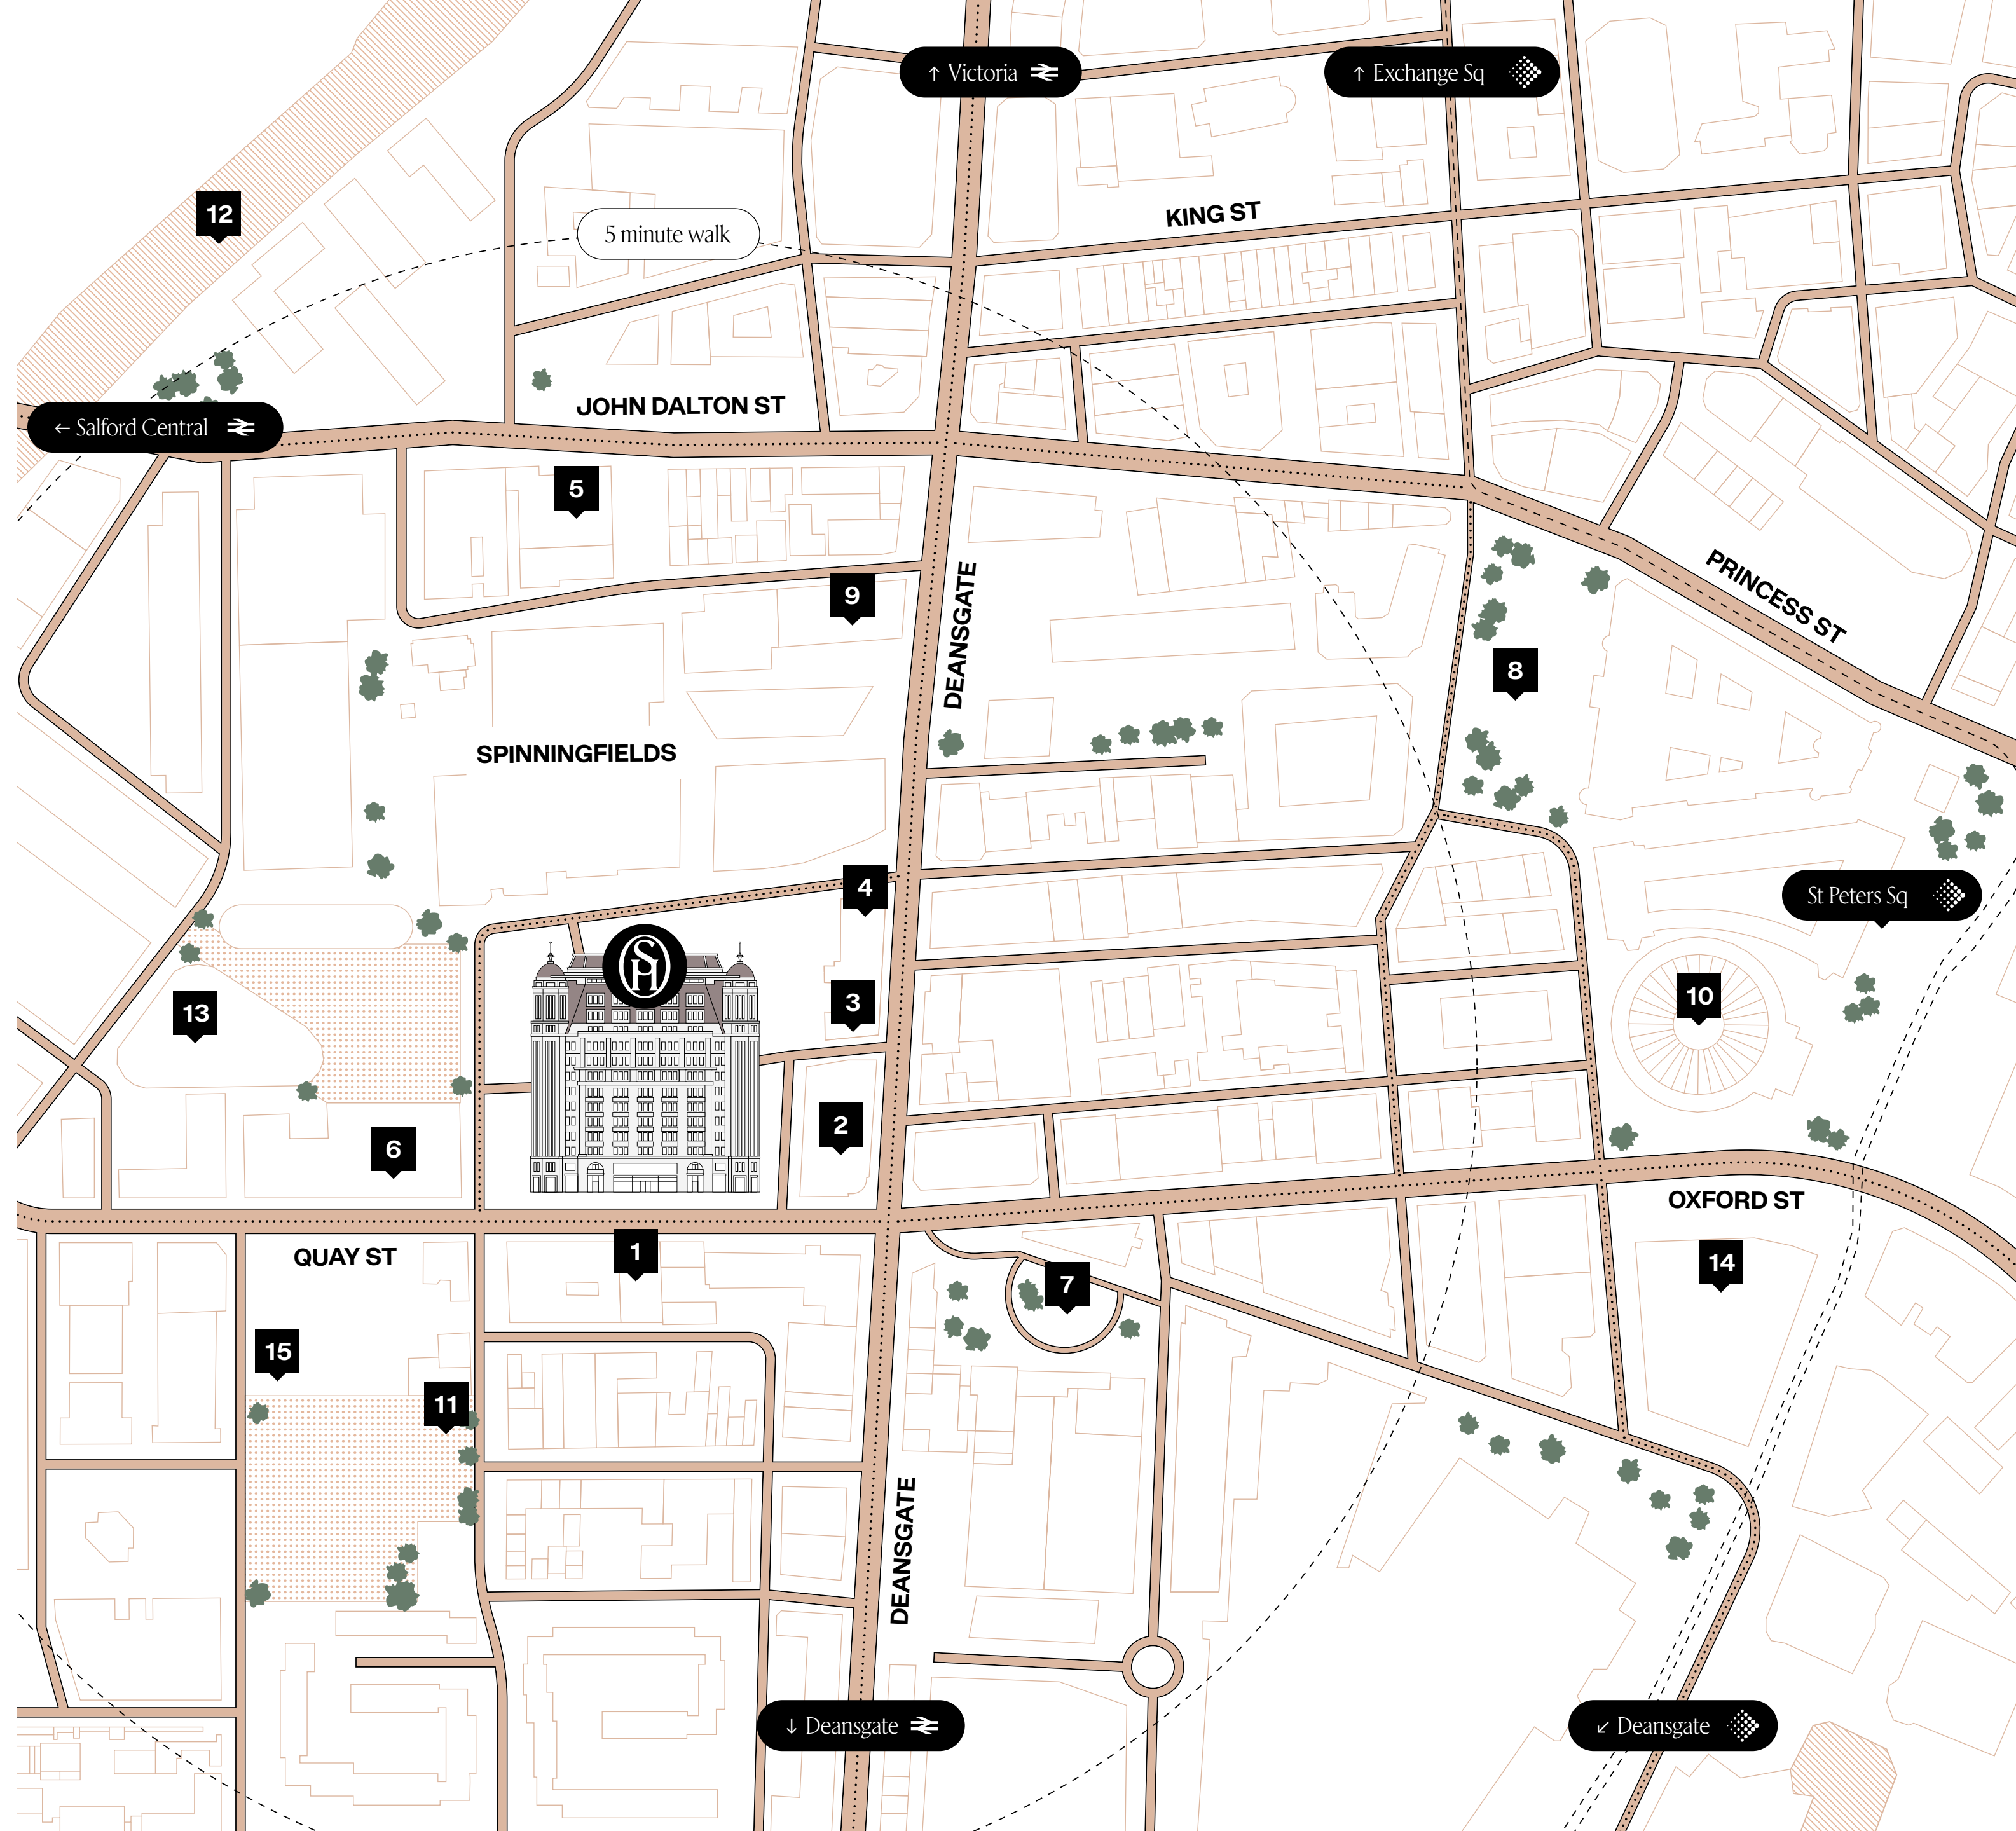 ↑ Victoria
↑ Exchange Sq
12
KING ST
5 minute walk
JOHN DALTON ST
← Salford Central
5
PRINCESS ST
9
DEANSGATE
8
SPINNINGFIELDS
4
St Peters Sq
SH
3
10
13
2
6
OXFORD ST
QUAY ST
1
14
7
15
11
DEANSGATE
↓ Deansgate
↙ Deansgate